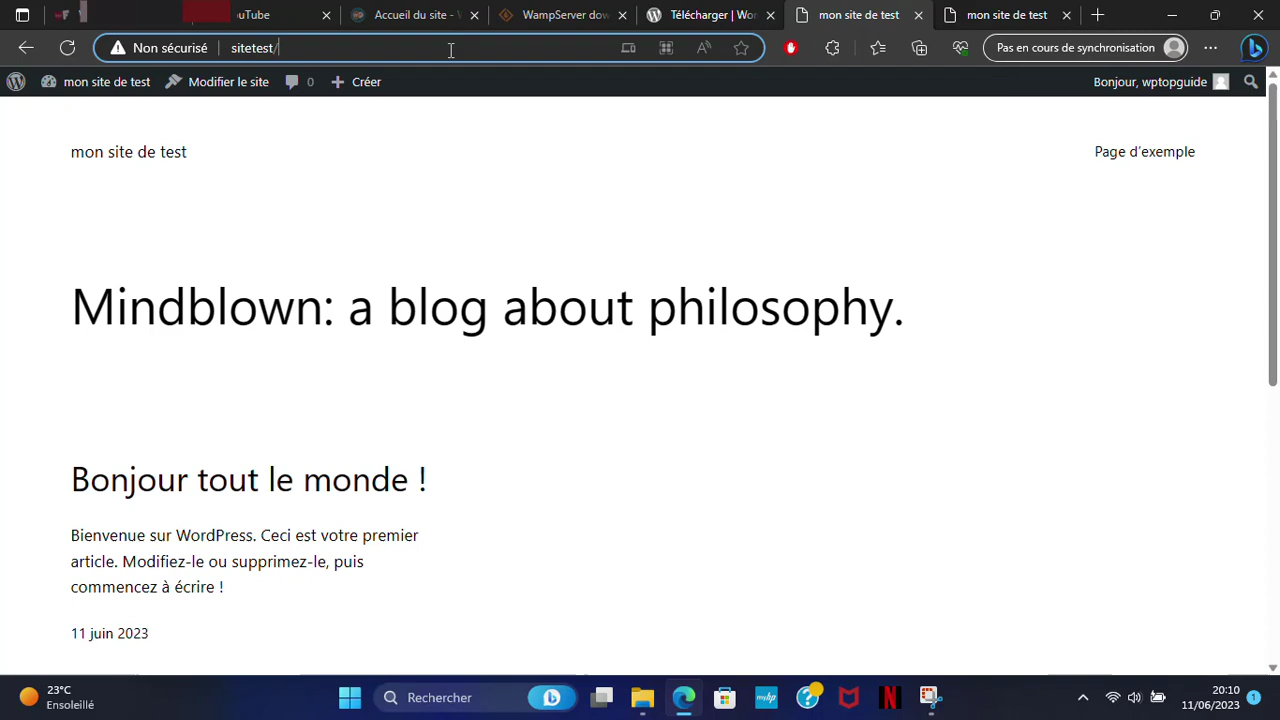 uTube
Accueil du site - W
WampServer dow
Télécharger | Wor
mon site de test
mon site de test
Non sécurisé
sitetest/
Pas en cours de synchronisation
mon site de test
Modifier le site
0
Créer
Bonjour, wptopguide
mon site de test
Page d’exemple
Mindblown: a blog about philosophy.
Bonjour tout le monde !
Bienvenue sur WordPress. Ceci est votre premier
article. Modifiez-le ou supprimez-le, puis
commencez à écrire !
11 juin 2023
23°C
Ensoleillé
Rechercher
20:10
11/06/2023
1